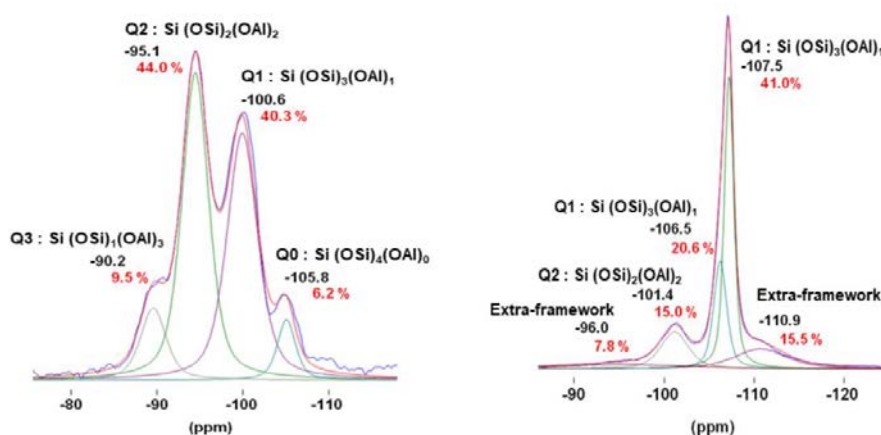 Q2 : Si (OSi)₂(OAl)₂
-95.1
44.0 %
Q1 : Si (OSi)₃(OAl)₁
-100.6
40.3 %
Q3 : Si (OSi)₁(OAl)₃
-90.2
9.5 %
Q0 : Si (OSi)₄(OAl)₀
-105.8
6.2 %
-80 -90 -100 -110
(ppm)
Q1 : Si (OSi)₃(OAl)₁
-107.5
41.0%
Q1 : Si (OSi)₃(OAl)₁
-106.5
20.6 %
Q2 : Si (OSi)₂(OAl)₂
-101.4
15.0 %
Extra-framework
-96.0
7.8 %
Extra-framework
-110.9
15.5 %
-90 -100 -110 -120
(ppm)